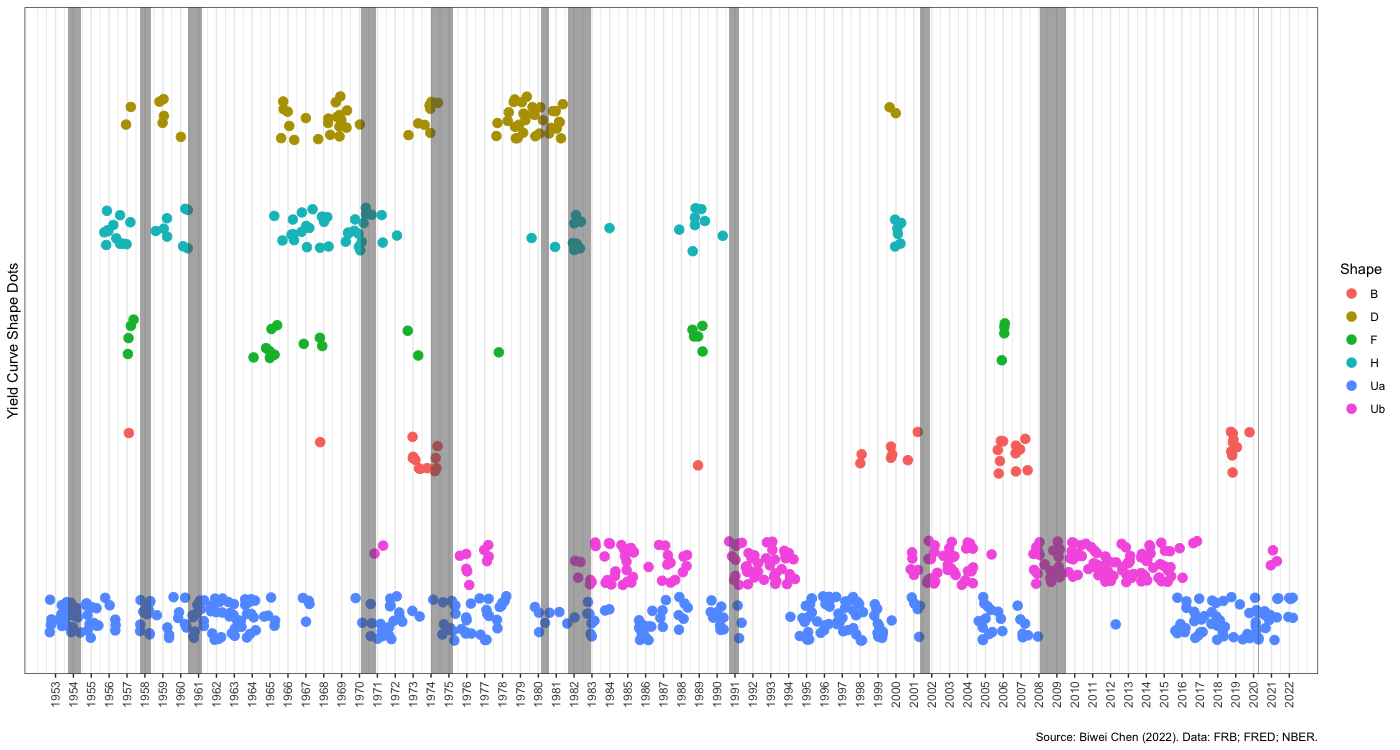 Yield Curve Shape Dots
Shape
B
D
F
H
Ua
Ub
1953 1954 1955 1956 1957 1958 1959 1960 1961 1962 1963 1964 1965 1966 1967 1968 1969 1970 1971 1972 1973 1974 1975 1976 1977 1978 1979 1980 1981 1982 1983 1984 1985 1986 1987 1988 1989 1990 1991 1992 1993 1994 1995 1996 1997 1998 1999 2000 2001 2002 2003 2004 2005 2006 2007 2008 2009 2010 2011 2012 2013 2014 2015 2016 2017 2018 2019 2020 2021 2022
Source: Biwei Chen (2022). Data: FRB; FRED; NBER.